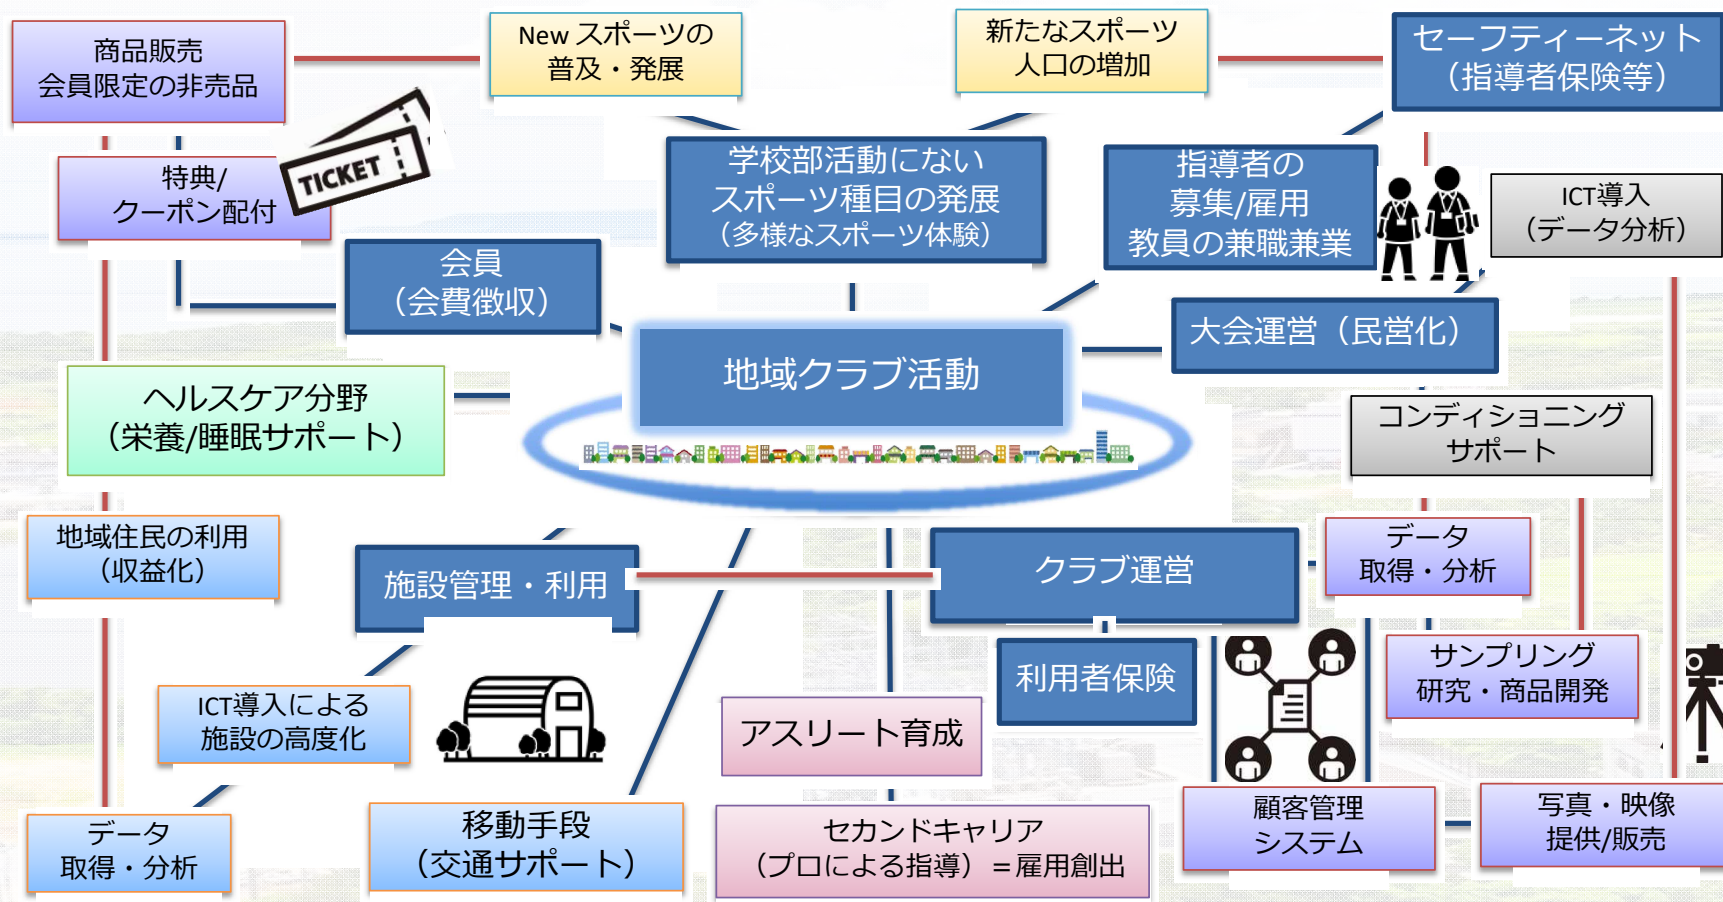 商品販売
会員限定の非売品
New スポーツの
普及・発展
新たなスポーツ
人口の増加
セーフティーネット
（指導者保険等）
特典/
クーポン配付
TICKET
学校部活動にない
スポーツ種目の発展
（多様なスポーツ体験）
指導者の
募集/雇用
教員の兼職兼業
ICT導入
（データ分析）
会員
（会費徴収）
大会運営（民営化）
地域クラブ活動
ヘルスケア分野
（栄養/睡眠サポート）
コンディショニング
サポート
地域住民の利用
（収益化）
施設管理・利用
クラブ運営
データ
取得・分析
利用者保険
サンプリング
研究・商品開発
ICT導入による
施設の高度化
アスリート育成
データ
取得・分析
移動手段
（交通サポート）
セカンドキャリア
（プロによる指導）＝雇用創出
顧客管理
システム
写真・映像
提供/販売